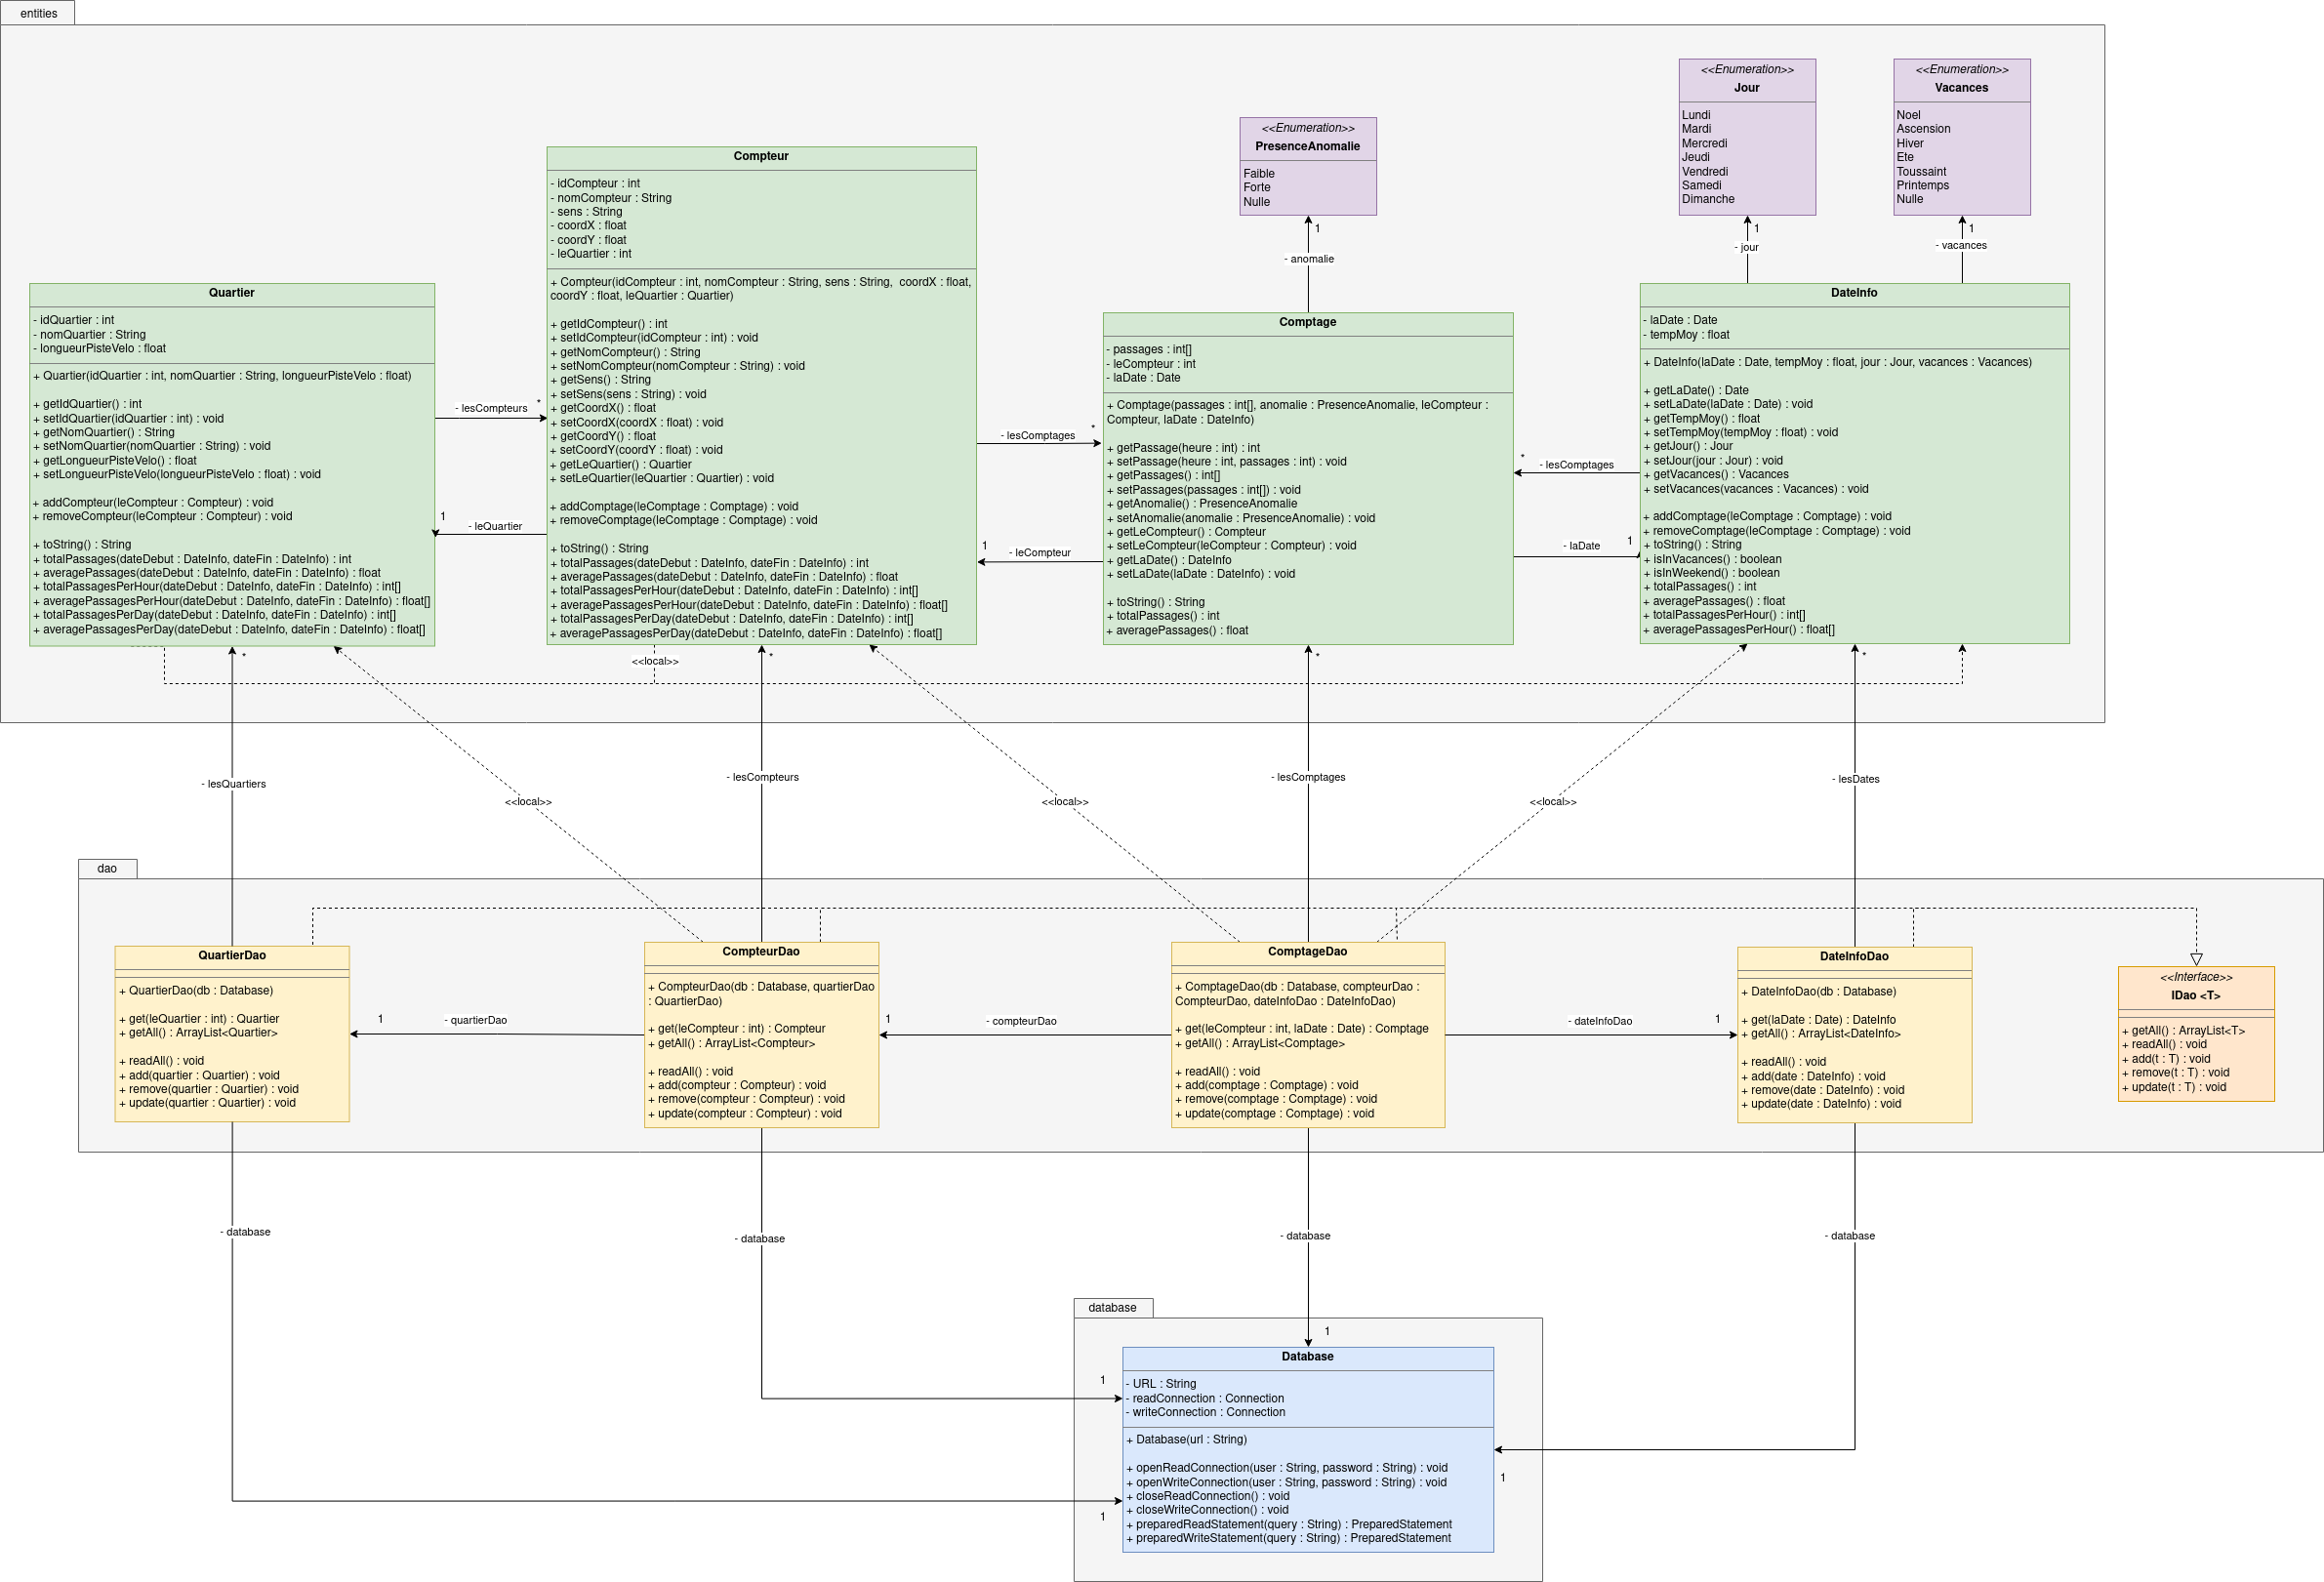 entities
<<Enumeration>>
Jour
Lundi
Mardi
Mercredi
Jeudi
Vendredi
Samedi
Dimanche
<<Enumeration>>
Vacances
Noel
Ascension
Hiver
Ete
Toussaint
Printemps
Nulle
<<Enumeration>>
PresenceAnomalie
Faible
Forte
Nulle
1
- anomalie
1
- jour
1
- vacances
Quartier
- idQuartier : int
- nomQuartier : String
- longueurPisteVelo : float
+ Quartier(idQuartier : int, nomQuartier : String, longueurPisteVelo : float)
+ getIdQuartier() : int
+ setIdQuartier(idQuartier : int) : void
+ getNomQuartier() : String
+ setNomQuartier(nomQuartier : String) : void
+ getLongueurPisteVelo() : float
+ setLongueurPisteVelo(longueurPisteVelo : float) : void
+ addCompteur(leCompteur : Compteur) : void
+ removeCompteur(leCompteur : Compteur) : void
+ toString() : String
+ totalPassages(dateDebut : DateInfo, dateFin : DateInfo) : int
+ averagePassages(dateDebut : DateInfo, dateFin : DateInfo) : float
+ totalPassagesPerHour(dateDebut : DateInfo, dateFin : DateInfo) : int[]
+ averagePassagesPerHour(dateDebut : DateInfo, dateFin : DateInfo) : float[]
+ totalPassagesPerDay(dateDebut : DateInfo, dateFin : DateInfo) : int[]
+ averagePassagesPerDay(dateDebut : DateInfo, dateFin : DateInfo) : float[]
- lesCompteurs
*
1
- leQuartier
Compteur
- idCompteur : int
- nomCompteur : String
- sens : String
- coordX : float
- coordY : float
- leQuartier : int
+ Compteur(idCompteur : int, nomCompteur : String, sens : String, coordX : float,
coordY : float, leQuartier : Quartier)
+ getIdCompteur() : int
+ setIdCompteur(idCompteur : int) : void
+ getNomCompteur() : String
+ setNomCompteur(nomCompteur : String) : void
+ getSens() : String
+ setSens(sens : String) : void
+ getCoordX() : float
+ setCoordX(coordX : float) : void
+ getCoordY() : float
+ setCoordY(coordY : float) : void
+ getLeQuartier() : Quartier
+ setLeQuartier(leQuartier : Quartier) : void
+ addComptage(leComptage : Comptage) : void
+ removeComptage(leComptage : Comptage) : void
+ toString() : String
+ totalPassages(dateDebut : DateInfo, dateFin : DateInfo) : int
+ averagePassages(dateDebut : DateInfo, dateFin : DateInfo) : float
+ totalPassagesPerHour(dateDebut : DateInfo, dateFin : DateInfo) : int[]
+ averagePassagesPerHour(dateDebut : DateInfo, dateFin : DateInfo) : float[]
+ totalPassagesPerDay(dateDebut : DateInfo, dateFin : DateInfo) : int[]
+ averagePassagesPerDay(dateDebut : DateInfo, dateFin : DateInfo) : float[]
- lesComptages
*
1
- leCompteur
Comptage
- passages : int[]
- leCompteur : int
- laDate : Date
+ Comptage(passages : int[], anomalie : PresenceAnomalie, leCompteur :
Compteur, laDate : DateInfo)
+ getPassage(heure : int) : int
+ setPassage(heure : int, passages : int) : void
+ getPassages() : int[]
+ setPassages(passages : int[]) : void
+ getAnomalie() : PresenceAnomalie
+ setAnomalie(anomalie : PresenceAnomalie) : void
+ getLeCompteur() : Compteur
+ setLeCompteur(leCompteur : Compteur) : void
+ getLaDate() : DateInfo
+ setLaDate(laDate : DateInfo) : void
+ toString() : String
+ totalPassages() : int
+ averagePassages() : float
*
- lesComptages
- laDate
1
DateInfo
- laDate : Date
- tempMoy : float
+ DateInfo(laDate : Date, tempMoy : float, jour : Jour, vacances : Vacances)
+ getLaDate() : Date
+ setLaDate(laDate : Date) : void
+ getTempMoy() : float
+ setTempMoy(tempMoy : float) : void
+ getJour() : Jour
+ setJour(jour : Jour) : void
+ getVacances() : Vacances
+ setVacances(vacances : Vacances) : void
+ addComptage(leComptage : Comptage) : void
+ removeComptage(leComptage : Comptage) : void
+ toString() : String
+ isInVacances() : boolean
+ isInWeekend() : boolean
+ totalPassages() : int
+ averagePassages() : float
+ totalPassagesPerHour() : int[]
+ averagePassagesPerHour() : float[]
<<local>>
*
*
*
*
- lesQuartiers
<<local>>
- lesCompteurs
<<local>>
- lesComptages
<<local>>
- lesDates
dao
QuartierDao
+ QuartierDao(db : Database)
+ get(leQuartier : int) : Quartier
+ getAll() : ArrayList<Quartier>
+ readAll() : void
+ add(quartier : Quartier) : void
+ remove(quartier : Quartier) : void
+ update(quartier : Quartier) : void
1
- quartierDao
CompteurDao
+ CompteurDao(db : Database, quartierDao
: QuartierDao)
+ get(leCompteur : int) : Compteur
+ getAll() : ArrayList<Compteur>
+ readAll() : void
+ add(compteur : Compteur) : void
+ remove(compteur : Compteur) : void
+ update(compteur : Compteur) : void
1
- compteurDao
ComptageDao
+ ComptageDao(db : Database, compteurDao :
CompteurDao, dateInfoDao : DateInfoDao)
+ get(leCompteur : int, laDate : Date) : Comptage
+ getAll() : ArrayList<Comptage>
+ readAll() : void
+ add(comptage : Comptage) : void
+ remove(comptage : Comptage) : void
+ update(comptage : Comptage) : void
- dateInfoDao
1
DateInfoDao
+ DateInfoDao(db : Database)
+ get(laDate : Date) : DateInfo
+ getAll() : ArrayList<DateInfo>
+ readAll() : void
+ add(date : DateInfo) : void
+ remove(date : DateInfo) : void
+ update(date : DateInfo) : void
<<Interface>>
IDao <T>
+ getAll() : ArrayList<T>
+ readAll() : void
+ add(t : T) : void
+ remove(t : T) : void
+ update(t : T) : void
- database
- database
- database
- database
database
1
1
1
1
Database
- URL : String
- readConnection : Connection
- writeConnection : Connection
+ Database(url : String)
+ openReadConnection(user : String, password : String) : void
+ openWriteConnection(user : String, password : String) : void
+ closeReadConnection() : void
+ closeWriteConnection() : void
+ preparedReadStatement(query : String) : PreparedStatement
+ preparedWriteStatement(query : String) : PreparedStatement